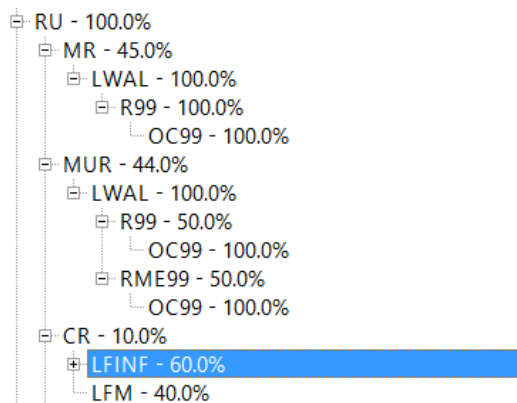 RU - 100.0%
MR - 45.0%
LWAL - 100.0%
R99 - 100.0%
OC99 - 100.0%
MUR - 44.0%
LWAL - 100.0%
R99 - 50.0%
OC99 - 100.0%
RME99 - 50.0%
OC99 - 100.0%
CR - 10.0%
LFINF - 60.0%
LFM - 40.0%